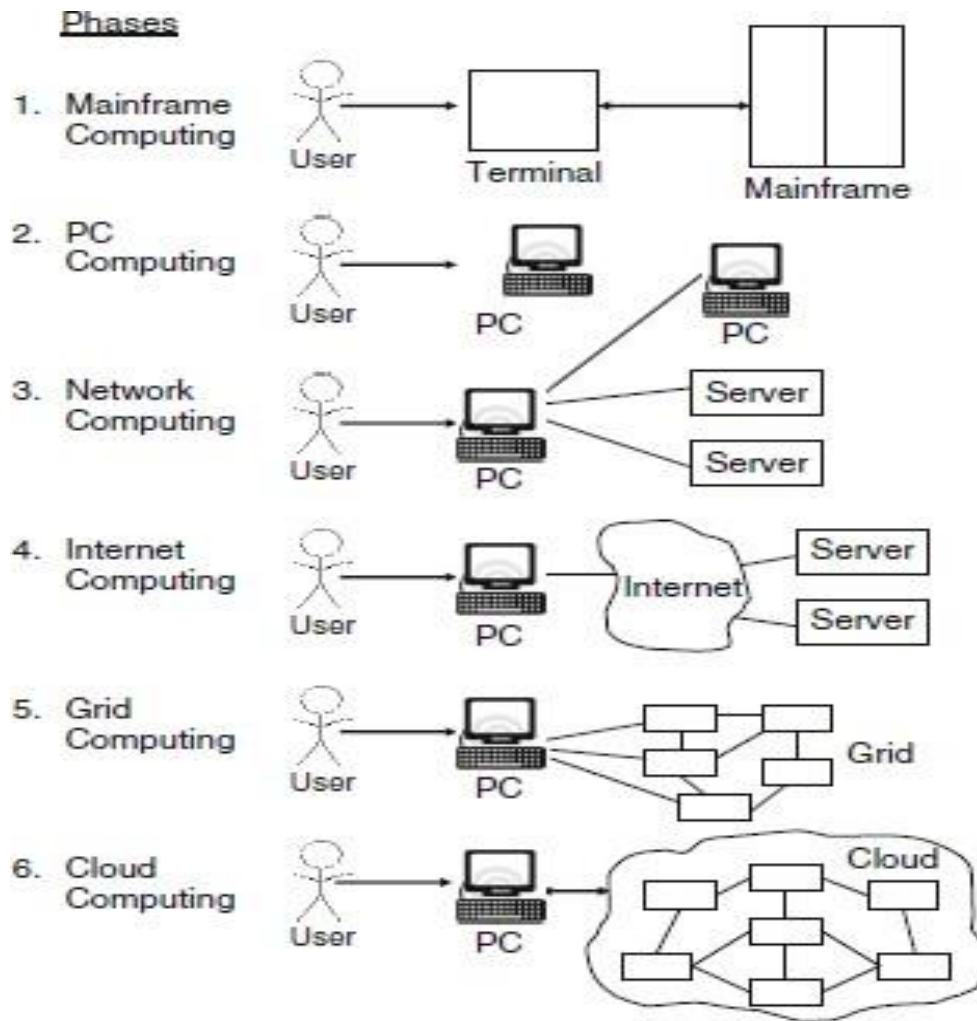 Phases
1. Mainframe
Computing
User
Terminal
Mainframe
2. PC
Computing
User
PC
PC
3. Network
Computing
User
PC
Server
Server
4. Internet
Computing
User
PC
Internet
Server
Server
5. Grid
Computing
User
PC
Grid
6. Cloud
Computing
User
PC
Cloud